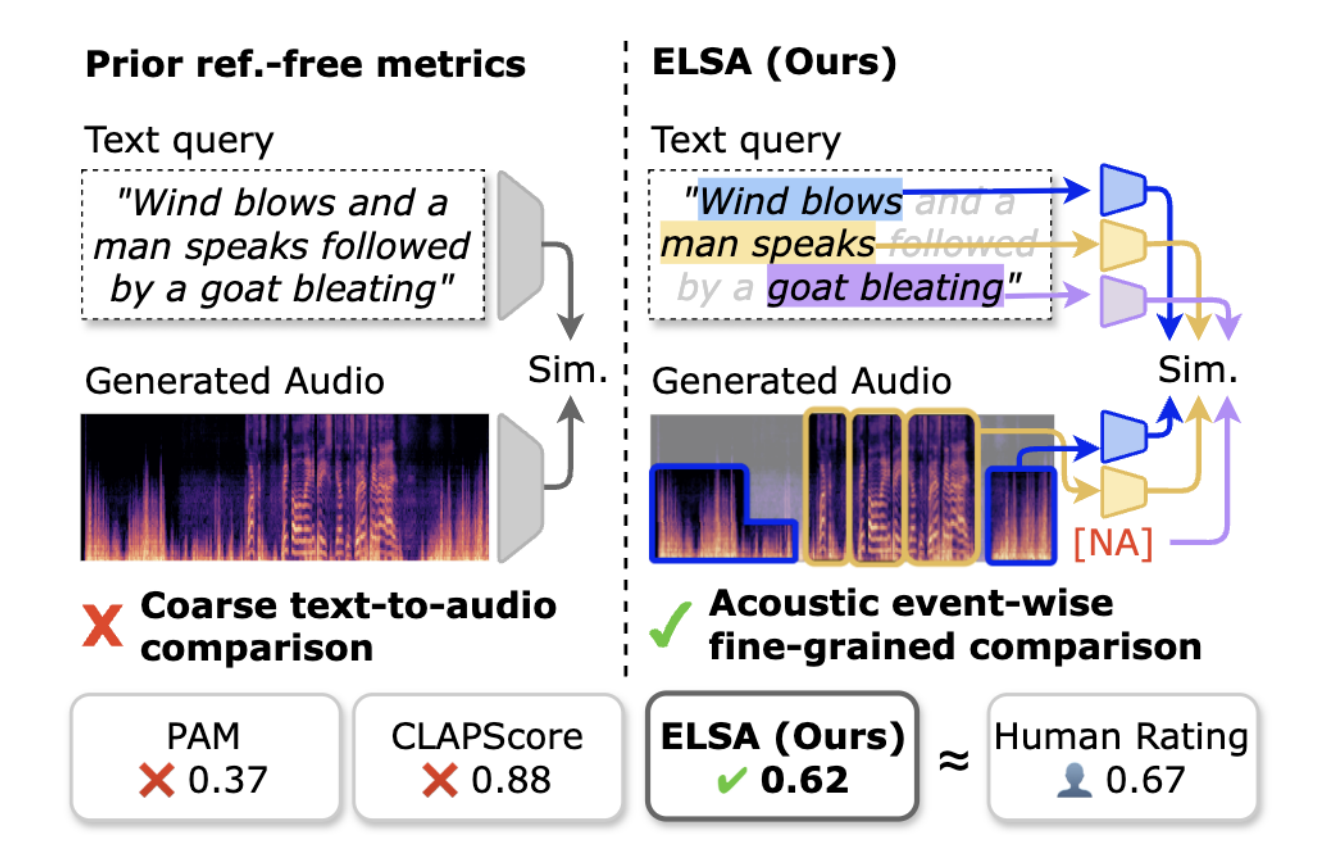 Prior ref.-free metrics
Text query
"Wind blows and a
man speaks followed
by a goat bleating"
Sim.
Generated Audio
X Coarse text-to-audio
comparison
ELSA (Ours)
Text query
"Wind blows and a
man speaks followed
by a goat bleating"
Sim.
Generated Audio
[NA]
✓ Acoustic event-wise
fine-grained comparison
PAM
❌ 0.37
CLAPScore
❌ 0.88
ELSA (Ours)
✔ 0.62
≈
Human Rating
👤 0.67